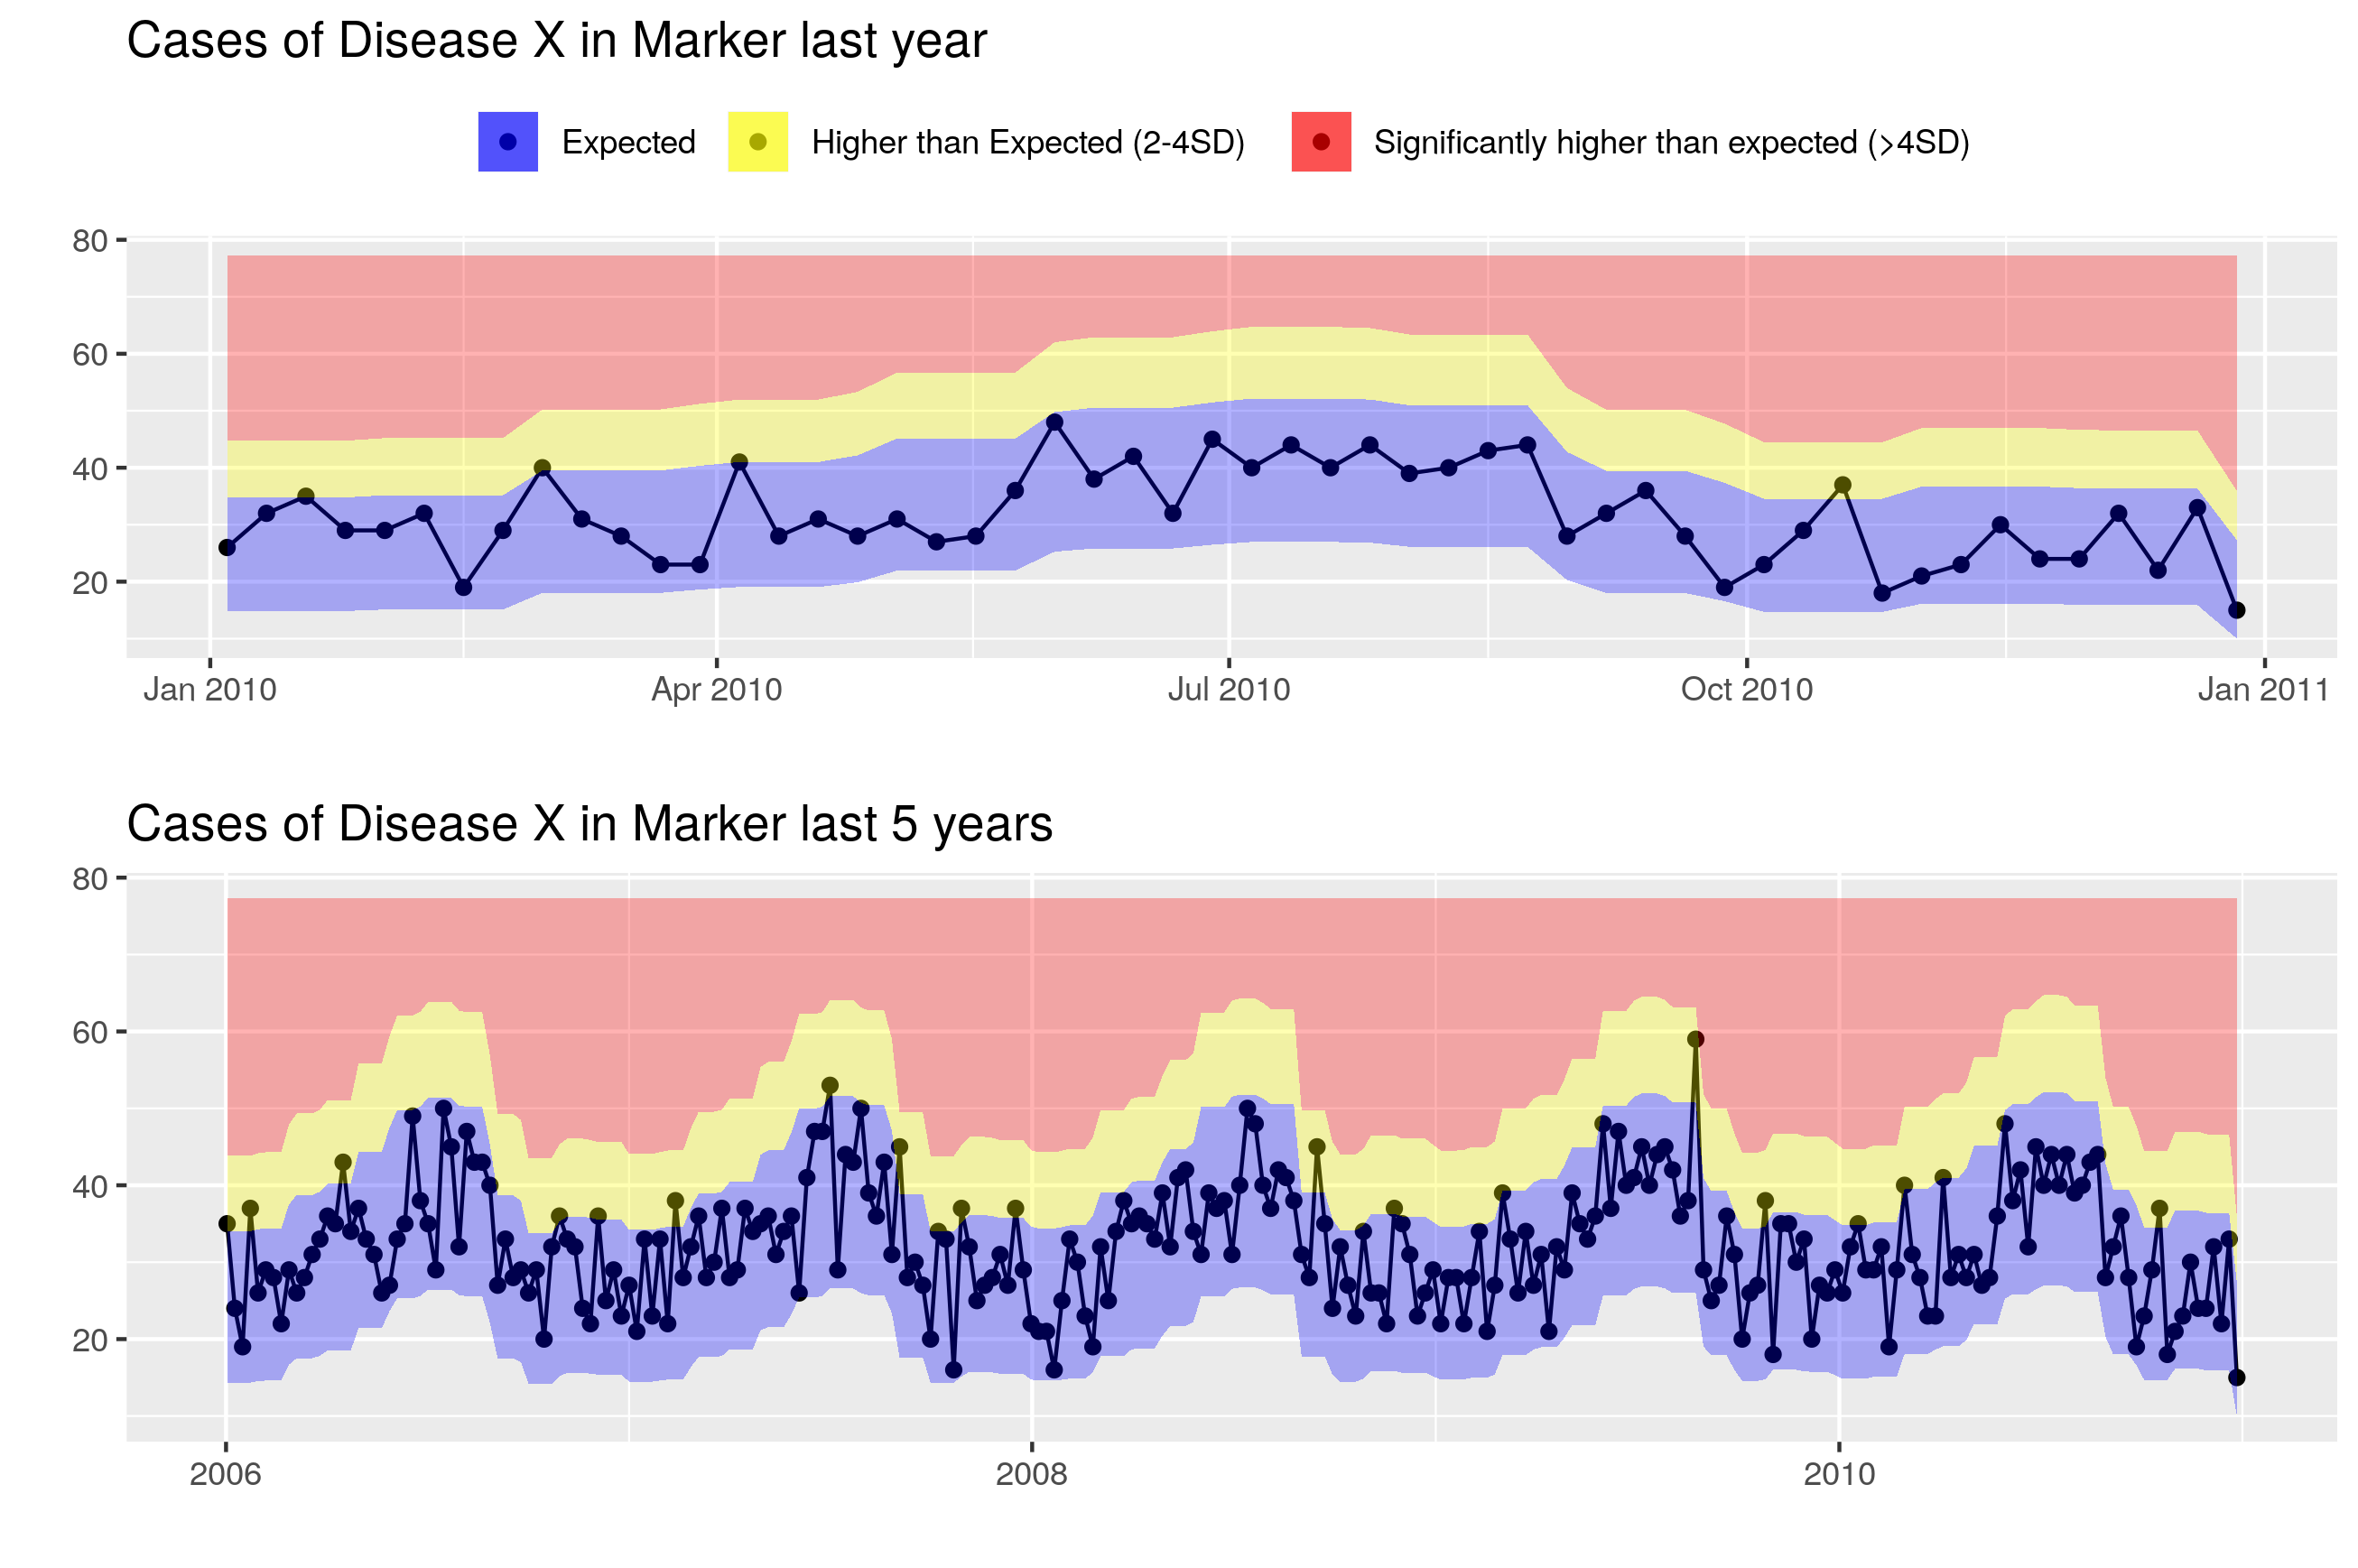 Cases of Disease X in Marker last year
Expected Higher than Expected (2-4SD) Significantly higher than expected (>4SD)
80
60
40
20
Jan 2010 Apr 2010 Jul 2010 Oct 2010 Jan 2011
Cases of Disease X in Marker last 5 years
80
60
40
20
2006 2008 2010